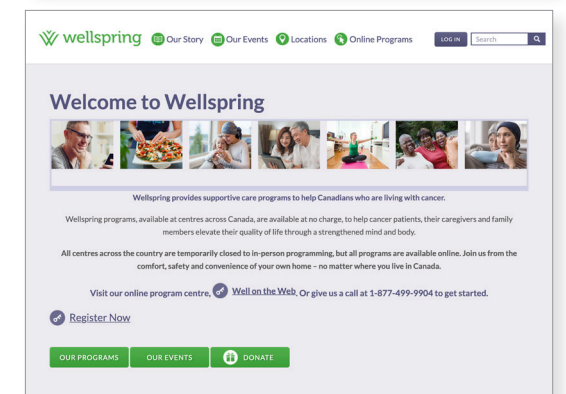 wellspring Our Story Our Events Locations Online Programs LOG IN Search
Welcome to Wellspring
Wellspring provides supportive care programs to help Canadians who are living with cancer.
Wellspring programs, available at centres across Canada, are available at no charge, to help cancer patients, their caregivers and family
members elevate their quality of life through a strengthened mind and body.
All centres across the country are temporarily closed to in-person programming, but all programs are available online. Join us from the
comfort, safety and convenience of your own home – no matter where you live in Canada.
Visit our online program centre, Well on the Web. Or give us a call at 1-877-499-9904 to get started.
Register Now
OUR PROGRAMS OUR EVENTS DONATE